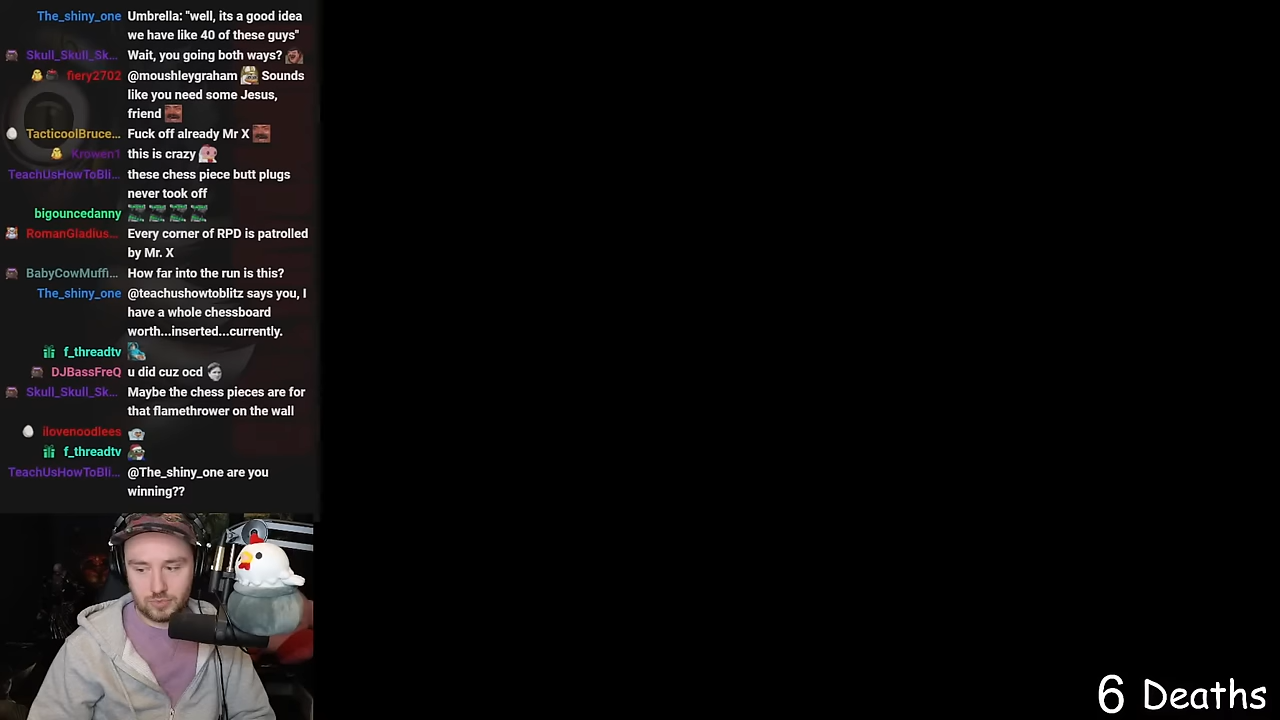 The_shiny_one Umbrella: "well, its a good idea
we have like 40 of these guys"
Skull_Skull_Sk... Wait, you going both ways?
fiery2702 @moushleygraham Sounds
like you need some Jesus,
friend
TacticoolBruce... Fuck off already Mr X
Krowen1 this is crazy
TeachUsHowToBli... these chess piece butt plugs
never took off
bigouncedanny
RomanGladius... Every corner of RPD is patrolled
by Mr. X
BabyCowMuffi... How far into the run is this?
The_shiny_one @teachushowtoblitz says you, I
have a whole chessboard
worth...inserted...currently.
f_threadtv
DJBassFreQ u did cuz ocd
Skull_Skull_Sk... Maybe the chess pieces are for
that flamethrower on the wall
ilovenoodlees
f_threadtv
TeachUsHowToBli... @The_shiny_one are you
winning??
6 Deaths